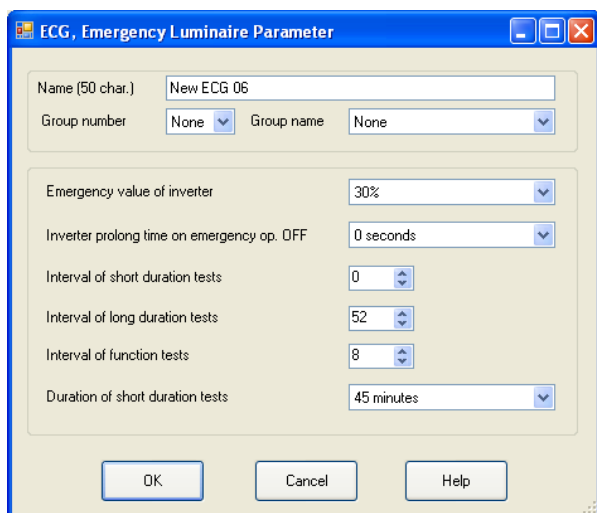 ECG, Emergency Luminaire Parameter
Name (50 char.) New ECG 06
Group number None Group name None
Emergency value of inverter 30%
Inverter prolong time on emergency op. OFF 0 seconds
Interval of short duration tests 0
Interval of long duration tests 52
Interval of function tests 8
Duration of short duration tests 45 minutes
OK Cancel Help